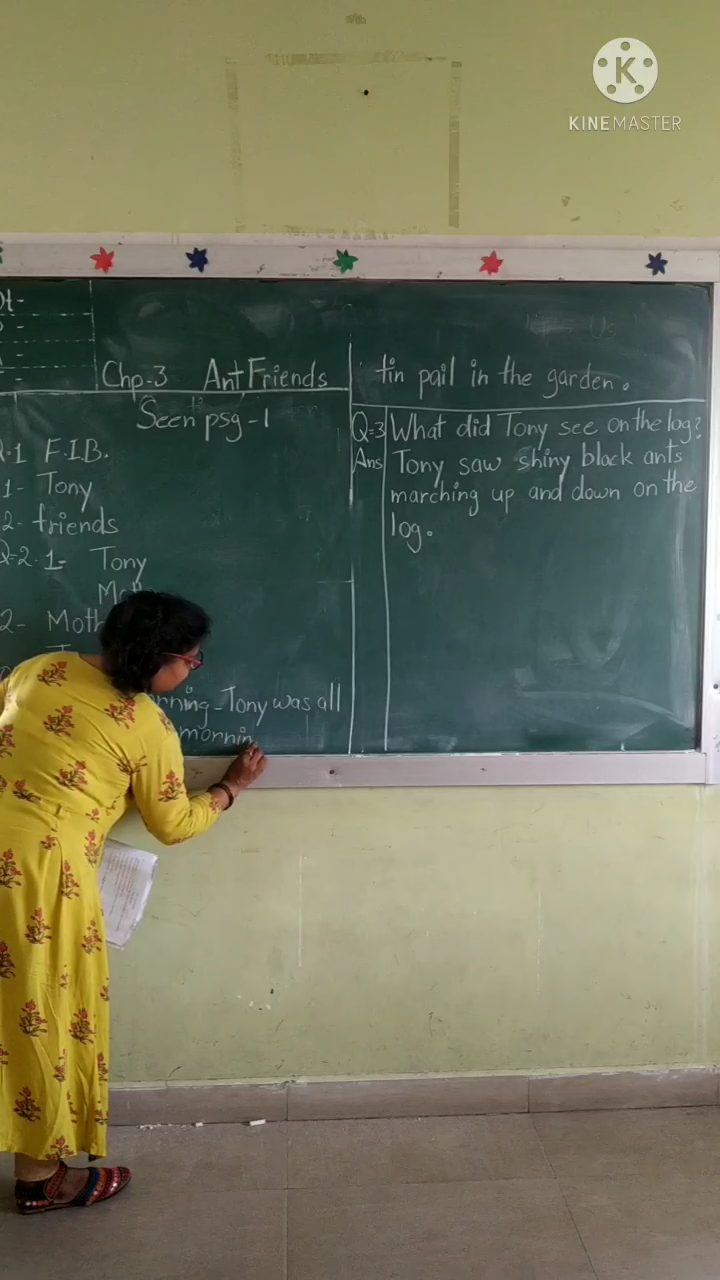 KINEMASTER
Chp-3 Ant Friends
Seen psg-1
Q.1 F.I.B.
1- Tony
2- friends
Q=2. 1- Tony
2- Moth
Tony was all
mornin
tin pail in the garden.
Q=3 What did Tony see on the log?
Ans Tony saw shiny black ants
marching up and down on the
log.